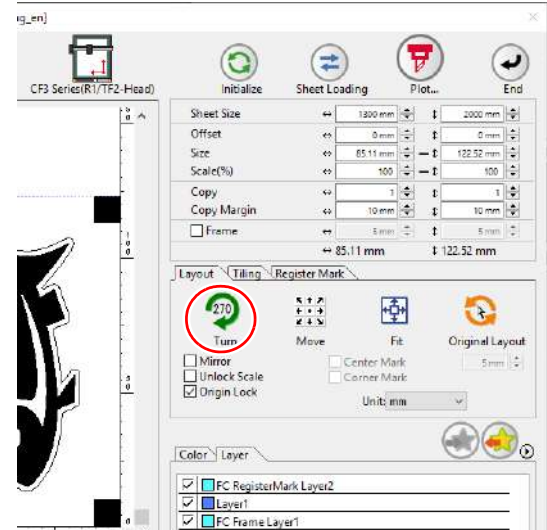 ug_en]
CF3 Series(R1/TF2-Head)
Initialize
Sheet Loading
Plot...
End
Sheet Size 1300 mm 2000 mm
Offset 0 mm 0 mm
Size 85.11 mm 122.52 mm
Scale(%) 100 100
Copy 1 1
Copy Margin 10 mm 10 mm
Frame 5 mm 5 mm
85.11 mm 122.52 mm
Layout Tiling Register Mark
270
Turn Move Fit Original Layout
Mirror Center Mark 5 mm
Unlock Scale Corner Mark
Origin Lock
Unit: mm
Color Layer
FC RegisterMark Layer2
Layer1
FC Frame Layer1